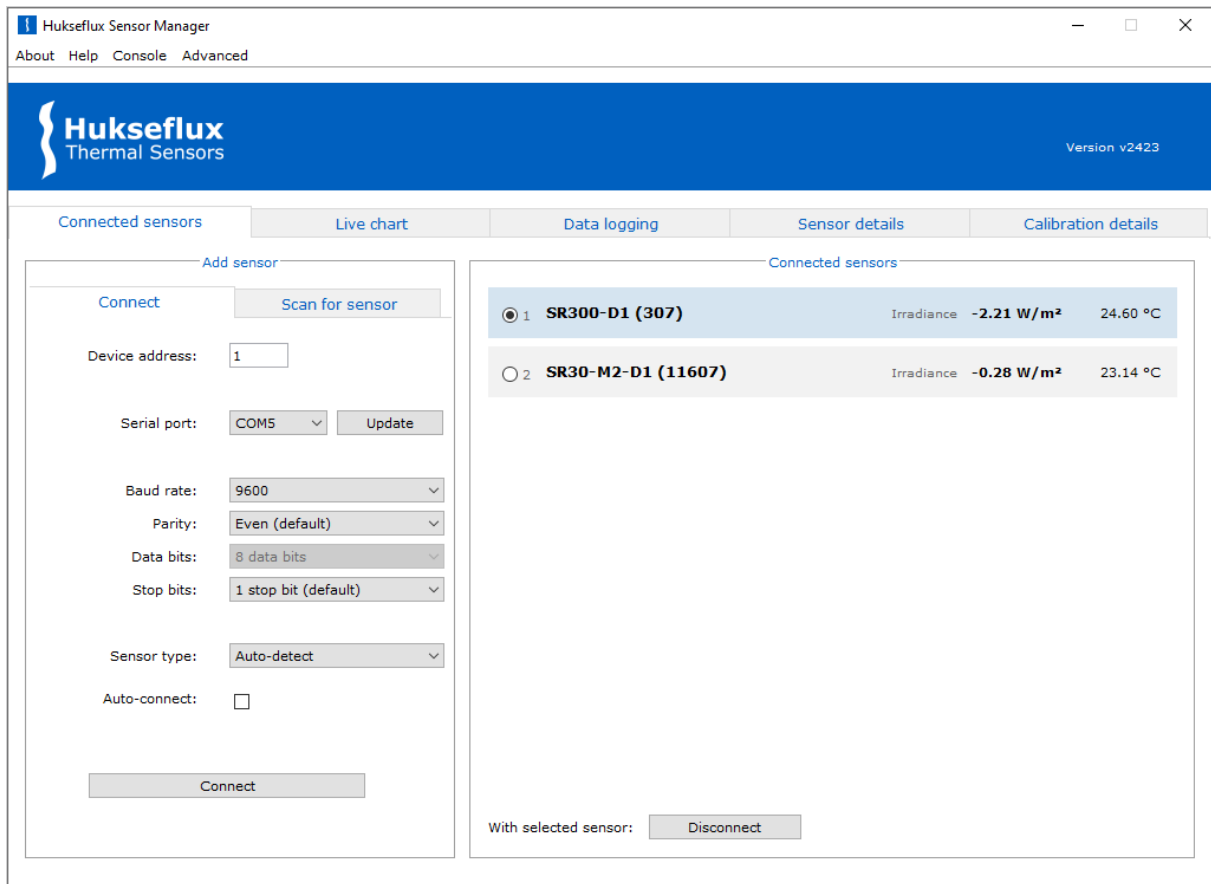 Hukseflux Sensor Manager
About Help Console Advanced
Hukseflux
Thermal Sensors
Version v2423
Connected sensors Live chart Data logging Sensor details Calibration details
Add sensor
Connect Scan for sensor
Device address: 1
Serial port: COM5 Update
Baud rate: 9600
Parity: Even (default)
Data bits: 8 data bits
Stop bits: 1 stop bit (default)
Sensor type: Auto-detect
Auto-connect:
Connect
Connected sensors
1 SR300-D1 (307) Irradiance -2.21 W/m² 24.60 °C
2 SR30-M2-D1 (11607) Irradiance -0.28 W/m² 23.14 °C
With selected sensor: Disconnect